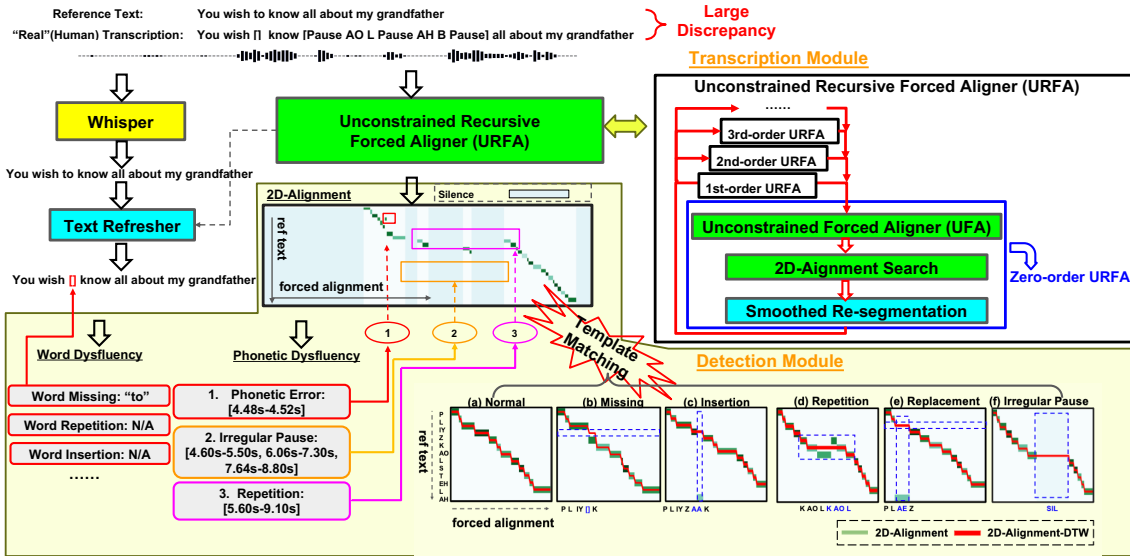 Reference Text: You wish to know all about my grandfather
“Real”(Human) Transcription: You wish [] know [Pause AO L Pause AH B Pause] all about my grandfather
Large
Discrepancy
Transcription Module
Whisper
Unconstrained Recursive
Forced Aligner (URFA)
Unconstrained Recursive Forced Aligner (URFA)
......
3rd-order URFA
2nd-order URFA
1st-order URFA
Unconstrained Forced Aligner (UFA)
2D-Aignment Search
Smoothed Re-segmentation
Zero-order URFA
You wish to know all about my grandfather
Text Refresher
You wish [] know all about my grandfather
2D-Alignment
Silence
ref text
forced alignment
1
2
3
Template
Matching
Word Dysfluency
Phonetic Dysfluency
Detection Module
Word Missing: “to”
Word Repetition: N/A
Word Insertion: N/A
......
1. Phonetic Error:
[4.48s-4.52s]
2. Irregular Pause:
[4.60s-5.50s, 6.06s-7.30s,
7.64s-8.80s]
3. Repetition:
[5.60s-9.10s]
(a) Normal
(b) Missing
(c) Insertion
(d) Repetition
(e) Replacement
(f) Irregular Pause
ref text
P
L
IY
Z
K
AO
L
S
T
EH
L
AH
forced alignment
P L IY [] K
P L IY Z AA K
K AO L K AO L
P L AE Z
SIL
2D-Alignment
2D-Alignment-DTW